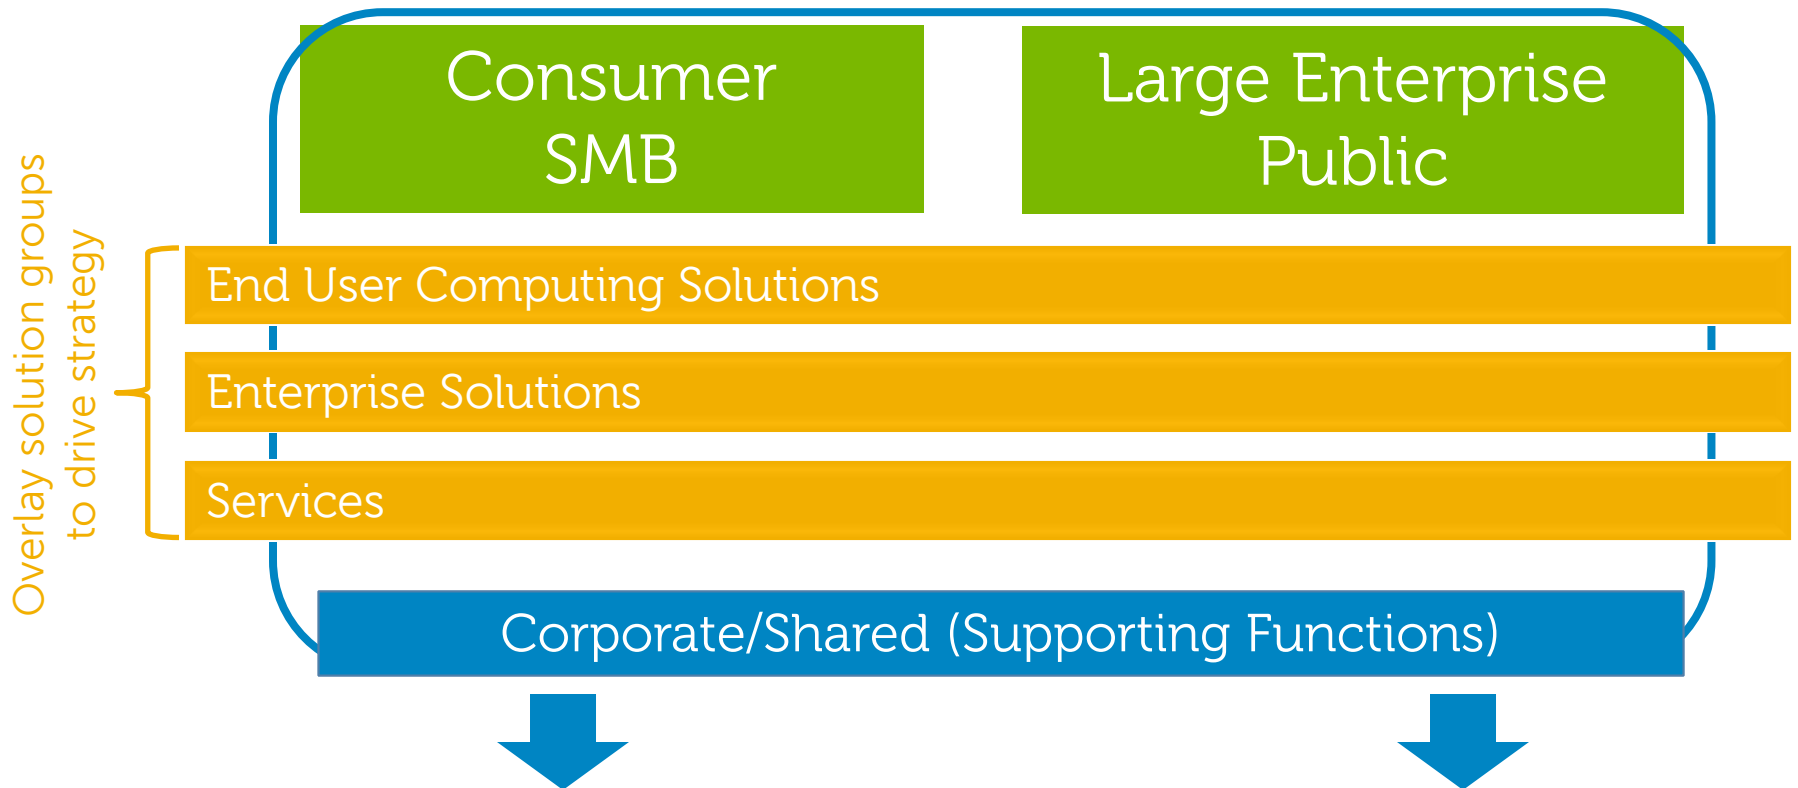 Consumer
SMB
Large Enterprise
Public
Overlay solution groups
to drive strategy
End User Computing Solutions
Enterprise Solutions
Services
Corporate/Shared (Supporting Functions)